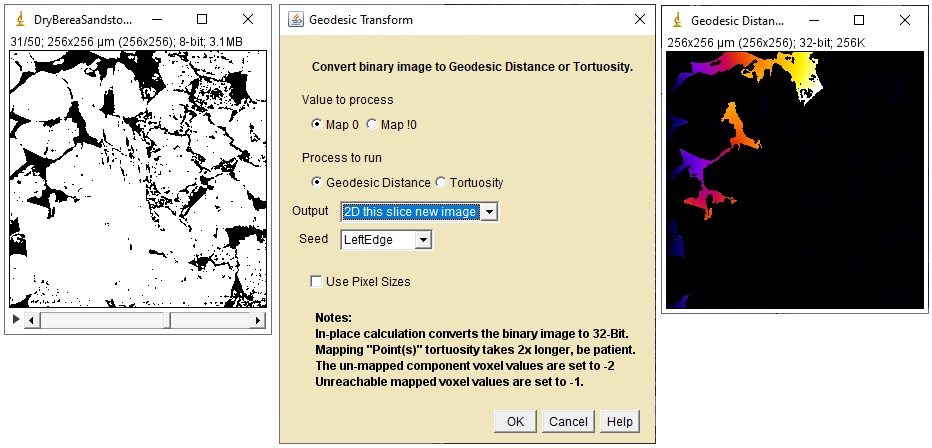 DryBereaSandsto...
31/50; 256x256 µm (256x256); 8-bit; 3.1MB
Geodesic Transform
Convert binary image to Geodesic Distance or Tortuosity.
Value to process
Map 0 Map !0
Process to run
Geodesic Distance Tortuosity
Output 2D this slice new image
Seed LeftEdge
Use Pixel Sizes
Notes:
In-place calculation converts the binary image to 32-Bit.
Mapping "Point(s)" tortuosity takes 2x longer, be patient.
The un-mapped component voxel values are set to -2
Unreachable mapped voxel values are set to -1.
OK Cancel Help
Geodesic Distan...
256x256 µm (256x256); 32-bit; 256K